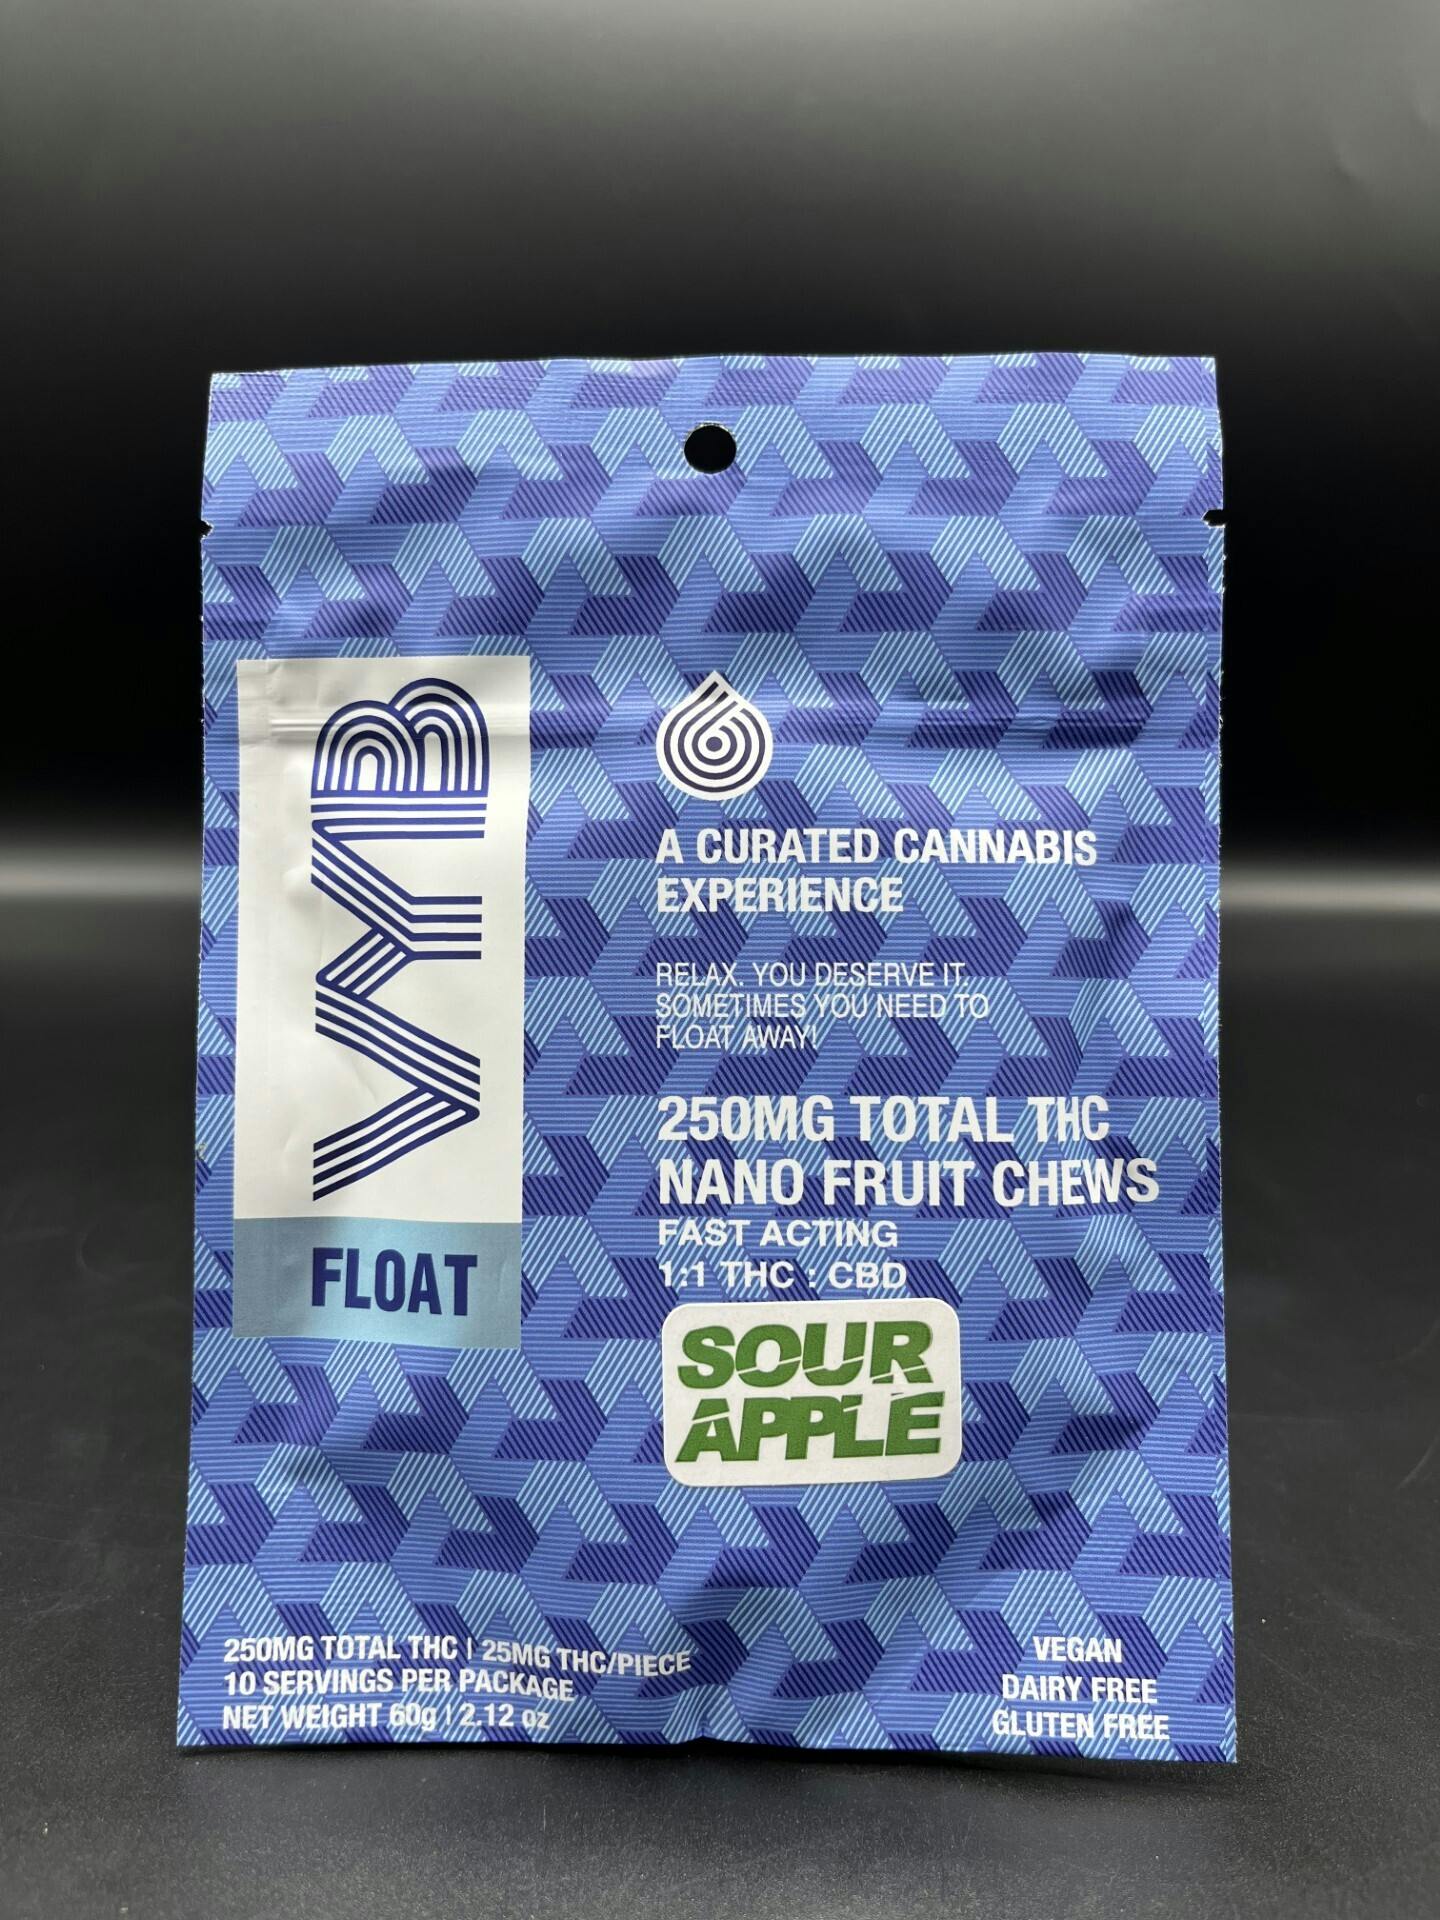 VYB
FLOAT
A CURATED CANNABIS
EXPERIENCE
RELAX. YOU DESERVE IT.
SOMETIMES YOU NEED TO
FLOAT AWAY!
250MG TOTAL THC
NANO FRUIT CHEWS
FAST ACTING
1:1 THC : CBD
SOUR
APPLE
250MG TOTAL THC | 25MG THC/PIECE
10 SERVINGS PER PACKAGE
NET WEIGHT 60g | 2.12 oz
VEGAN
DAIRY FREE
GLUTEN FREE